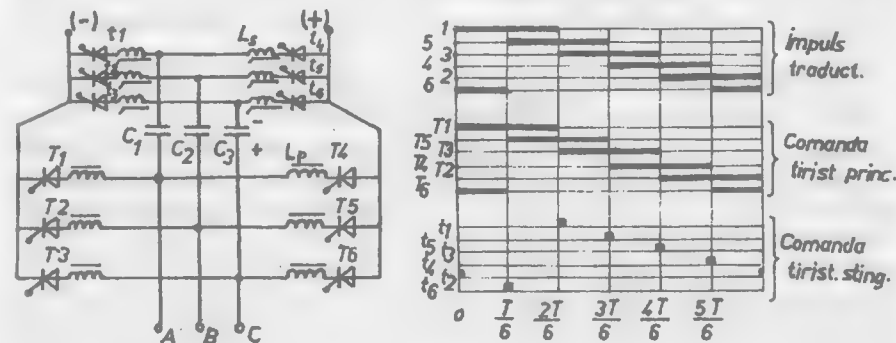 (-) (+)
t1 Ls t4
t5
t3 t6
C1 C2 C3 - +
T1 Lp T4
T2 T5
T3 T6
A B C
1
5
3
4
2
6
Impuls
traduct.
T1
T5
T3
T4
T2
T6
Comanda
tirist princ.
t1
t5
t3
t4
t2
t6
Comanda
tirist. sting.
0 T/6 2T/6 3T/6 4T/6 5T/6